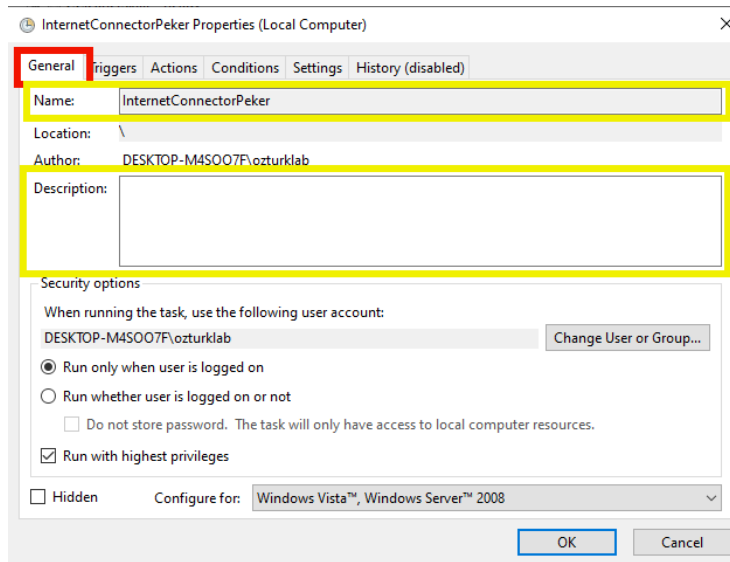 InternetConnectorPeker Properties (Local Computer)
General Triggers Actions Conditions Settings History (disabled)
Name: InternetConnectorPeker
Location: \
Author: DESKTOP-M4SOO7F\ozturklab
Description:
Security options
When running the task, use the following user account:
DESKTOP-M4SOO7F\ozturklab Change User or Group...
Run only when user is logged on
Run whether user is logged on or not
Do not store password. The task will only have access to local computer resources.
Run with highest privileges
Hidden Configure for: Windows Vista™, Windows Server™ 2008
OK Cancel